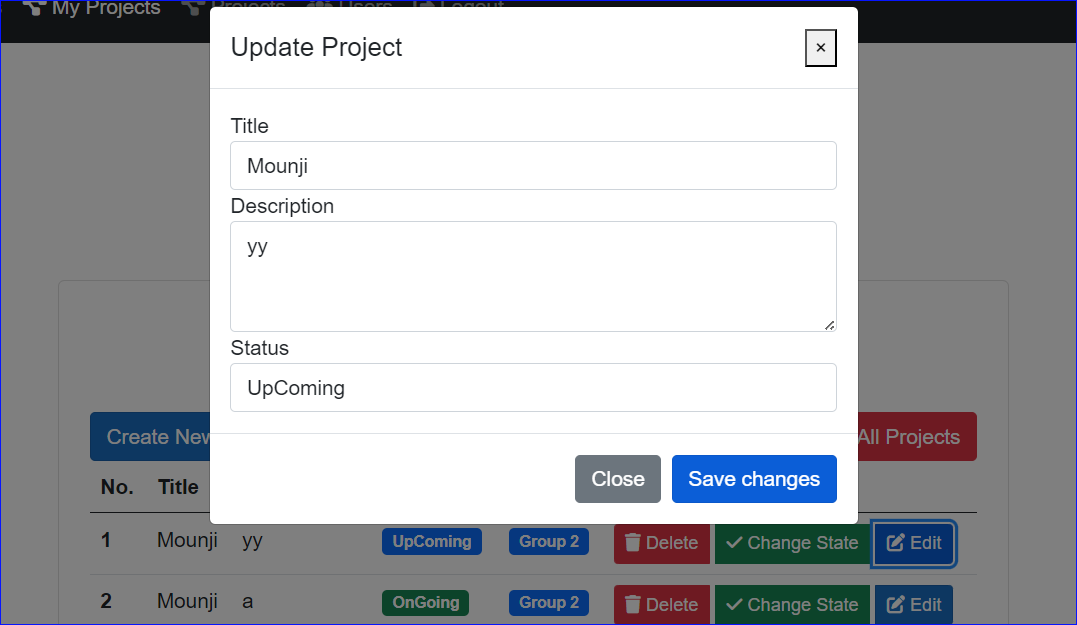 My Projects Projects Users Logout
Update Project ×
Title
Mounji
Description
yy
Status
UpComing
Create New All Projects
Close Save changes
No. Title
1 Mounji yy UpComing Group 2 Delete Change State Edit
2 Mounji a OnGoing Group 2 Delete Change State Edit